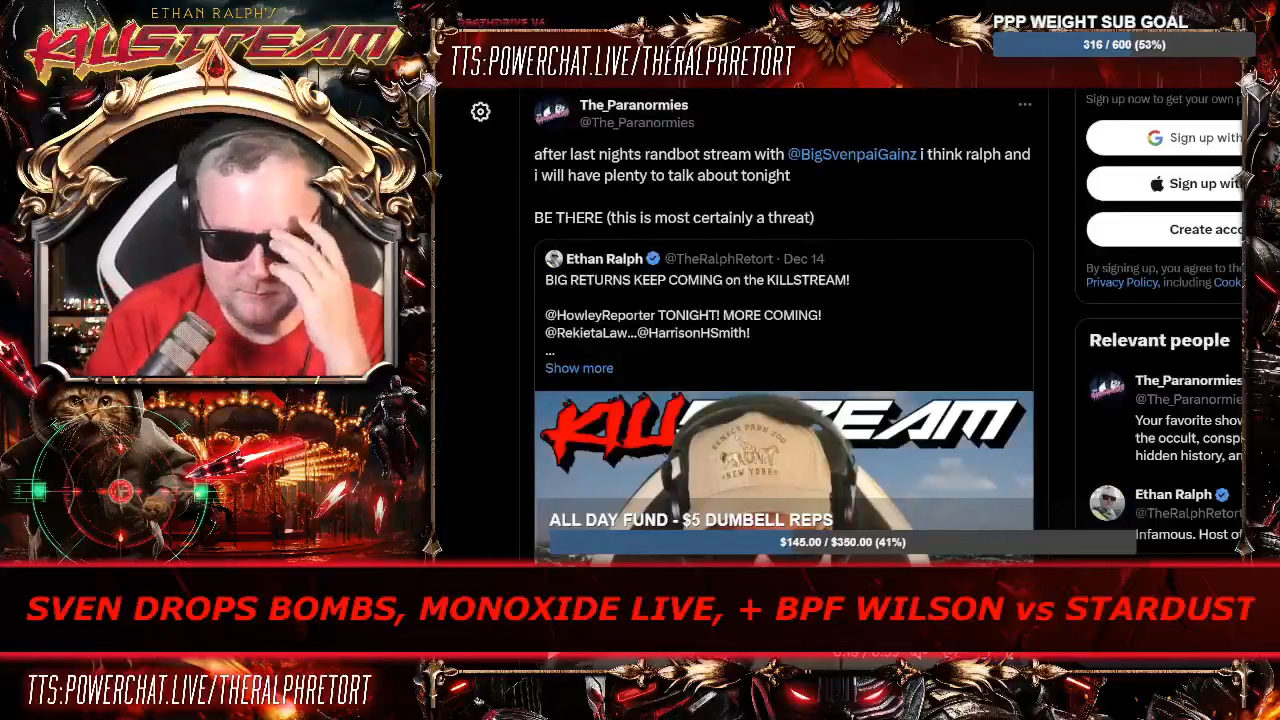 ETHAN RALPH'S
KILLSTREAM
TTS:POWERCHAT.LIVE/THERALPHRETORT
PPP WEIGHT SUB GOAL
316 / 600 (53%)
The_Paranormies
@The_Paranormies
after last nights randbot stream with @BigSvenpaiGainz i think ralph and
i will have plenty to talk about tonight
BE THERE (this is most certainly a threat)
Ethan Ralph @TheRalphRetort · Dec 14
BIG RETURNS KEEP COMING on the KILLSTREAM!
@HowleyReporter TONIGHT! MORE COMING!
@RekietaLaw...@HarrisonHSmith!
...
Show more
KILLSTREAM
SENECA PARK ZOO
NEW YORK
ALL DAY FUND - $5 DUMBELL REPS
$145.00 / $350.00 (41%)
Sign up now to get your own
Sign up with
Sign up wit
Create acco
By signing up, you agree to the
Privacy Policy, including Cook
Relevant people
The_Paranormies
@The_Paranormie
Your favorite show
the occult, consp
hidden history, an
Ethan Ralph
@TheRalphRetort
Infamous. Host of
SVEN DROPS BOMBS, MONOXIDE LIVE, + BPF WILSON vs STARDUST
TTS:POWERCHAT.LIVE/THERALPHRETORT